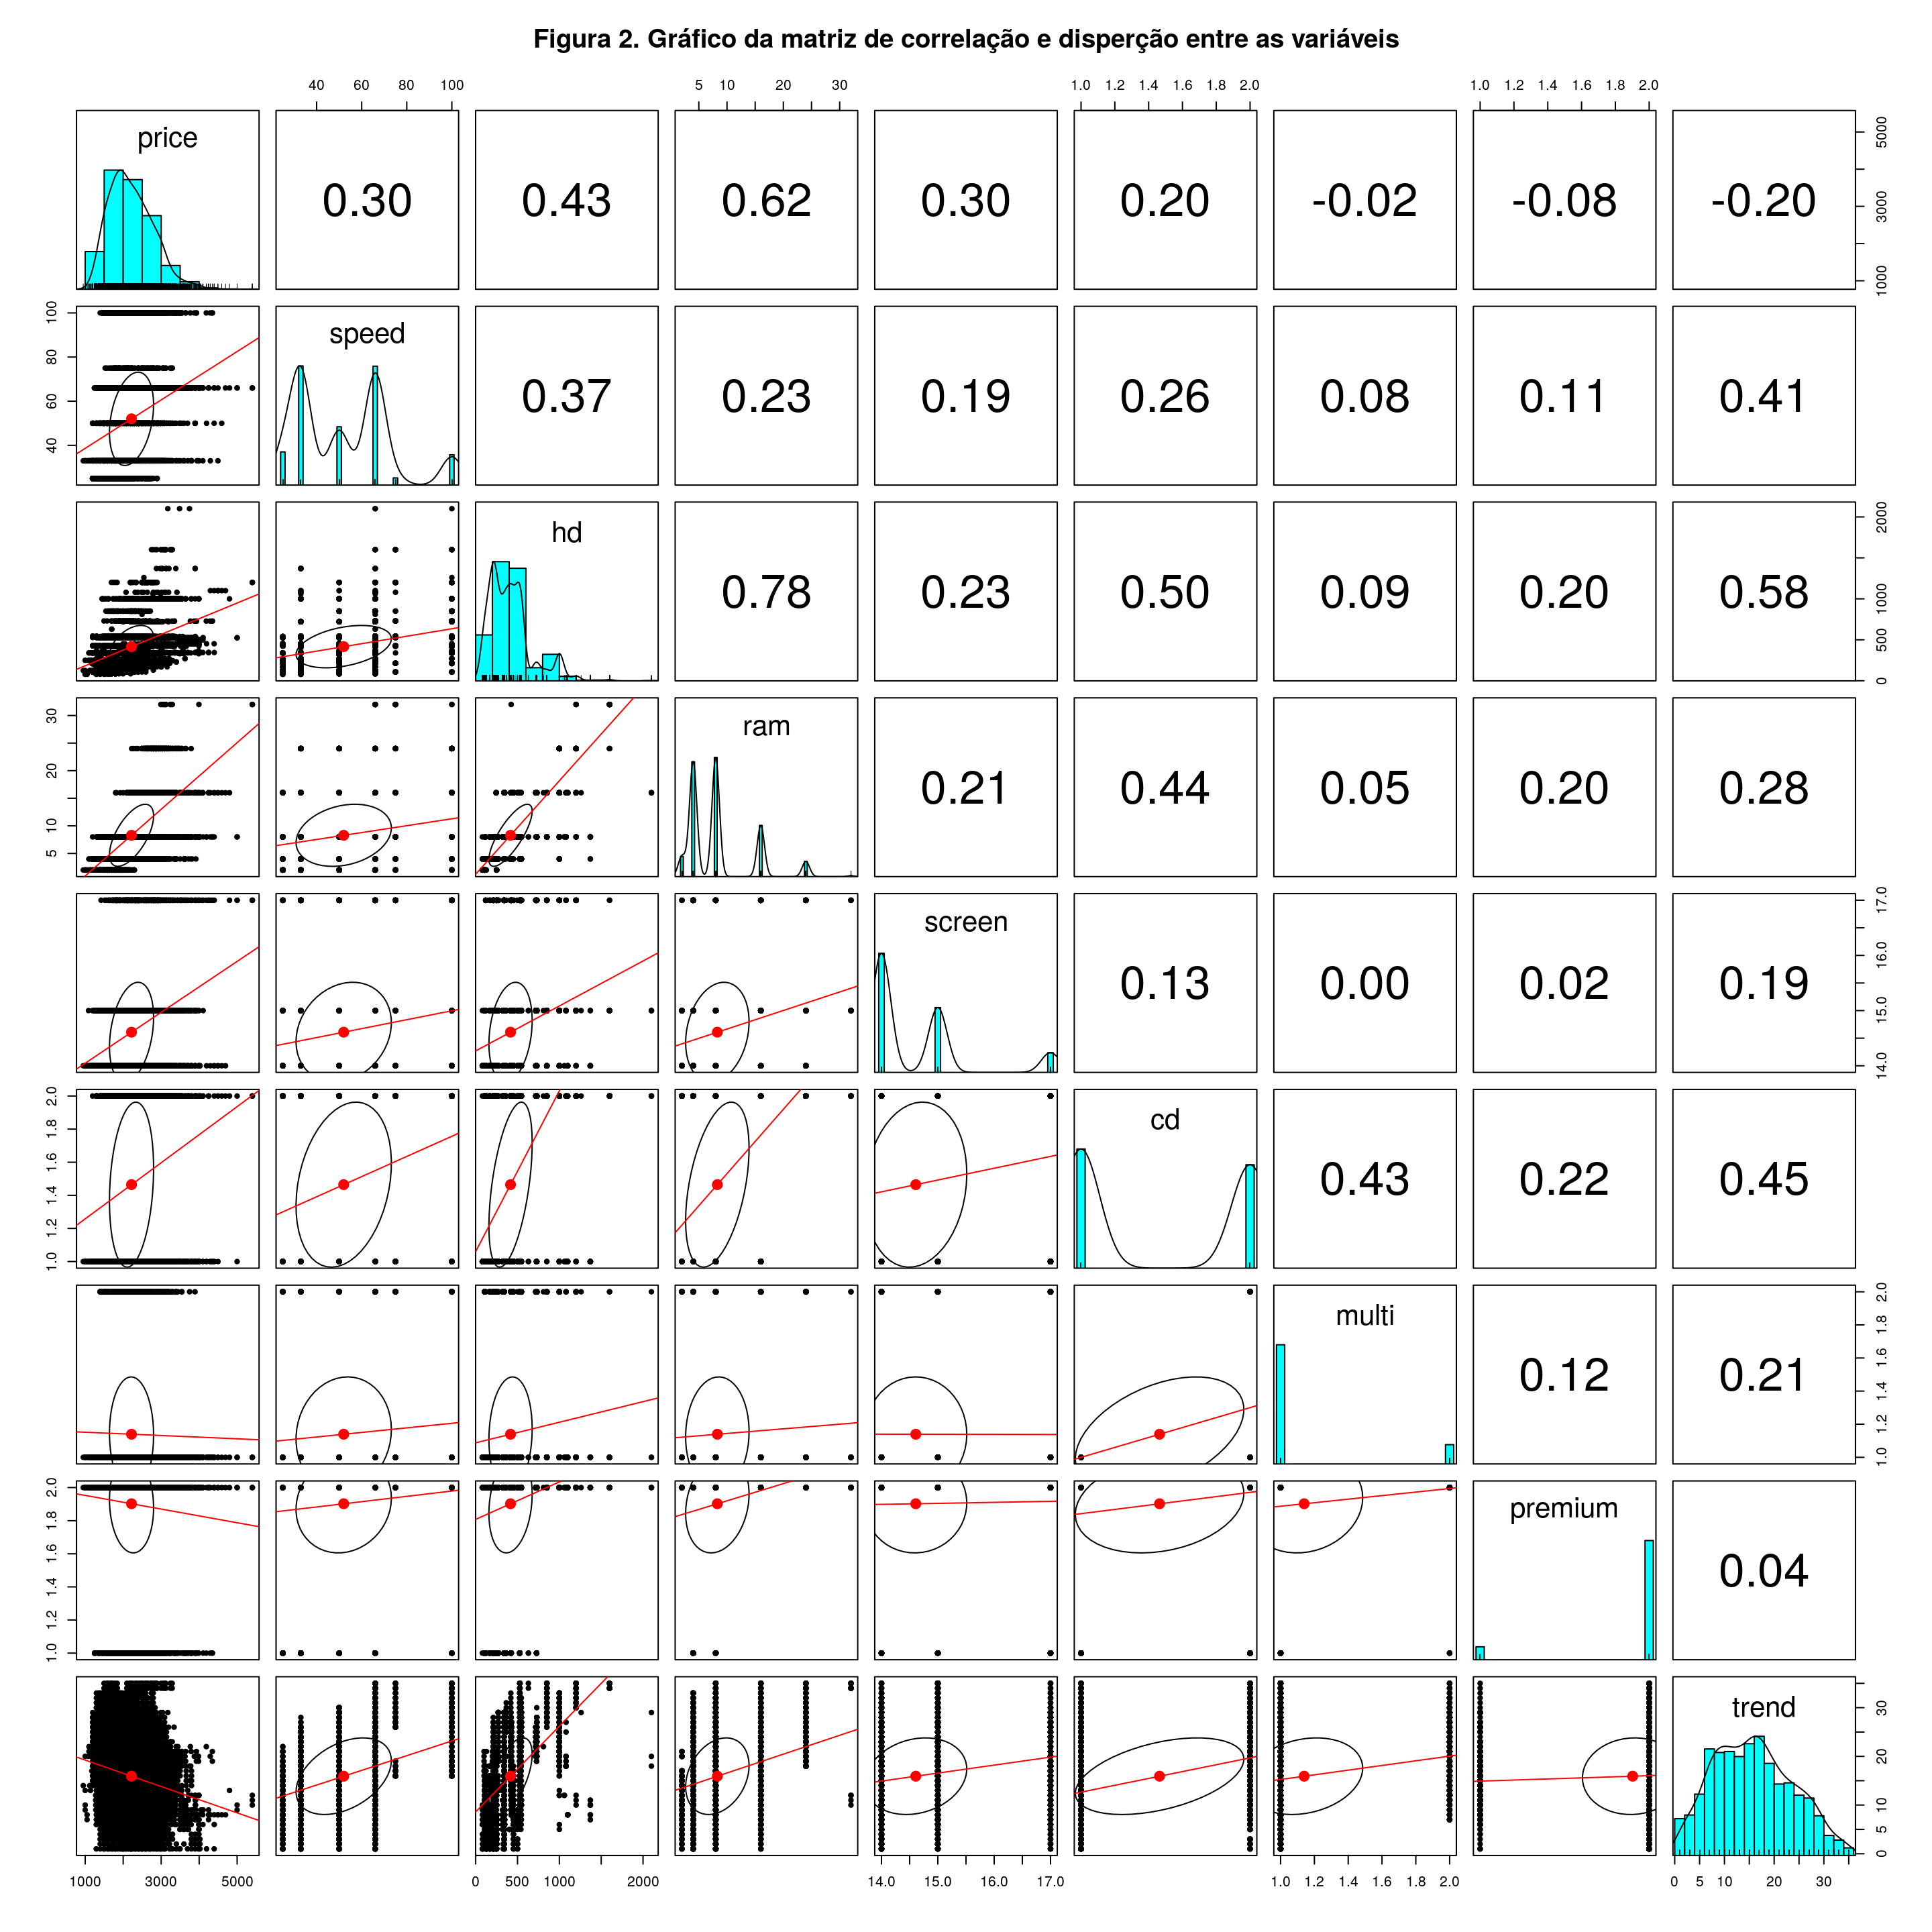 Figura 2. Gráfico da matriz de correlação e disperção entre as variáveis
40 60 80 100 5 10 20 30 1.0 1.2 1.4 1.6 1.8 2.0 1.0 1.2 1.4 1.6 1.8 2.0
price 0.30 0.43 0.62 0.30 0.20 -0.02 -0.08 -0.20
1000 3000 5000
40 60 80 100
speed 0.37 0.23 0.19 0.26 0.08 0.11 0.41
hd 0.78 0.23 0.50 0.09 0.20 0.58
0 500 1000 2000
5 10 20 30
ram 0.21 0.44 0.05 0.20 0.28
screen 0.13 0.00 0.02 0.19
14.0 15.0 16.0 17.0
1.0 1.2 1.4 1.6 1.8 2.0
cd 0.43 0.22 0.45
multi 0.12 0.21
1.0 1.2 1.4 1.6 1.8 2.0
1.0 1.2 1.4 1.6 1.8 2.0
premium 0.04
trend
0 5 10 20 30
1000 3000 5000 0 500 1000 2000 14.0 15.0 16.0 17.0 1.0 1.2 1.4 1.6 1.8 2.0 0 5 10 20 30